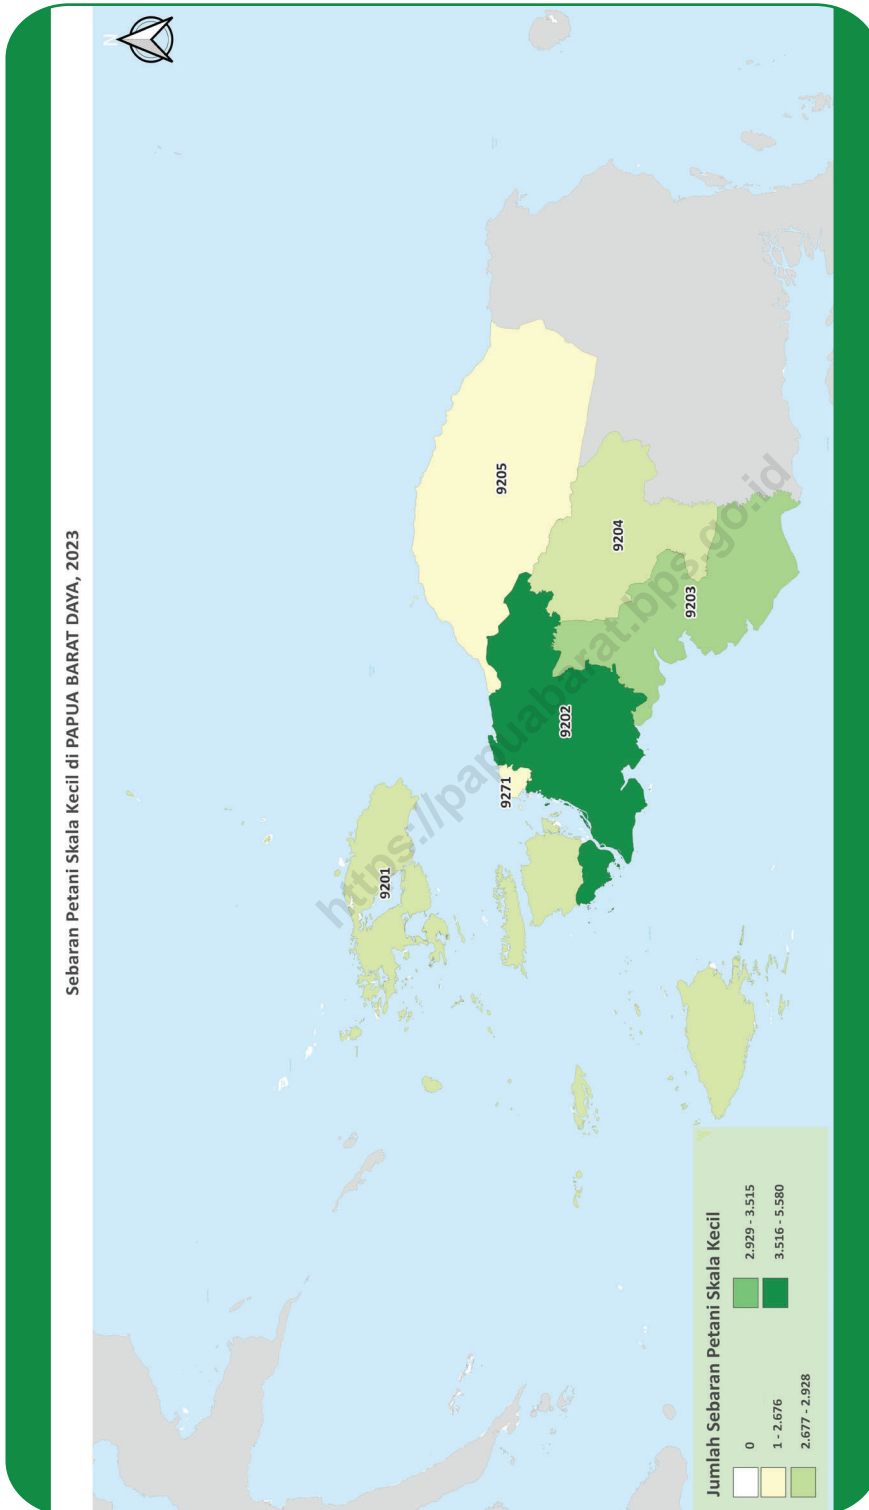 Sebaran Petani Skala Kecil di PAPUA BARAT DAYA, 2023
N
9201
9271
9202
9205
9204
9203
https://papuabarat.bps.go.id
Jumlah Sebaran Petani Skala Kecil
0
1 - 2.676
2.677 - 2.928
2.929 - 3.515
3.516 - 5.580